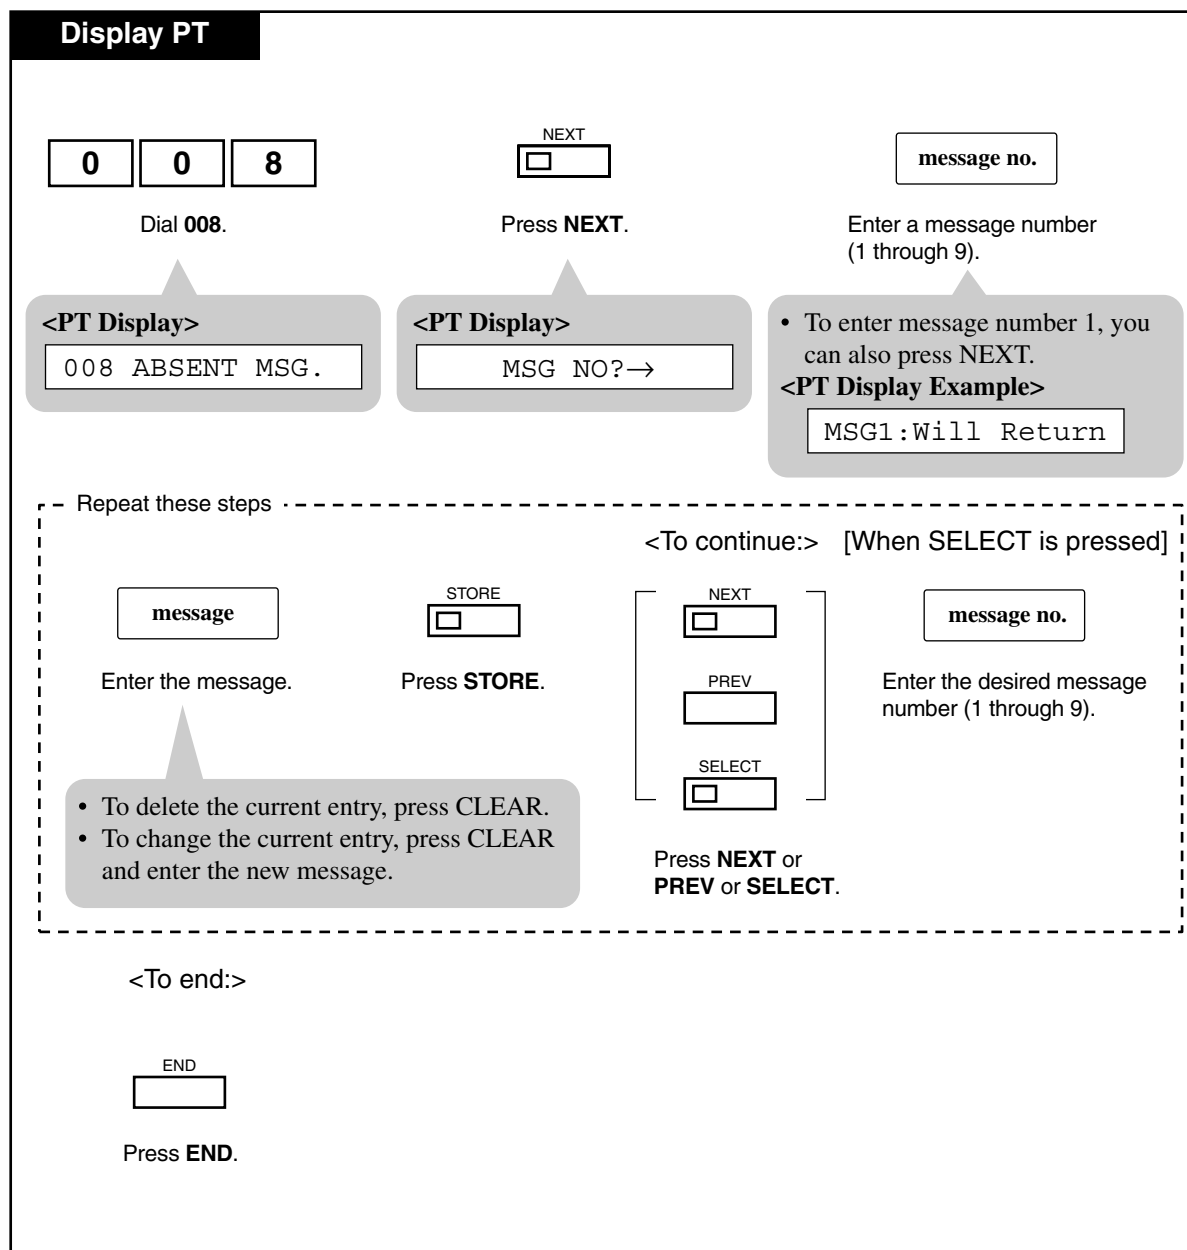 Display PT
0 0 8
NEXT
message no.
Dial 008.
Press NEXT.
Enter a message number
(1 through 9).
<PT Display>
008 ABSENT MSG.
<PT Display>
MSG NO?→
• To enter message number 1, you
can also press NEXT.
<PT Display Example>
MSG1:Will Return
Repeat these steps
<To continue:>
[When SELECT is pressed]
message
STORE
NEXT
message no.
Enter the message.
Press STORE.
PREV
Enter the desired message
number (1 through 9).
SELECT
• To delete the current entry, press CLEAR.
• To change the current entry, press CLEAR
and enter the new message.
Press NEXT or
PREV or SELECT.
<To end:>
END
Press END.